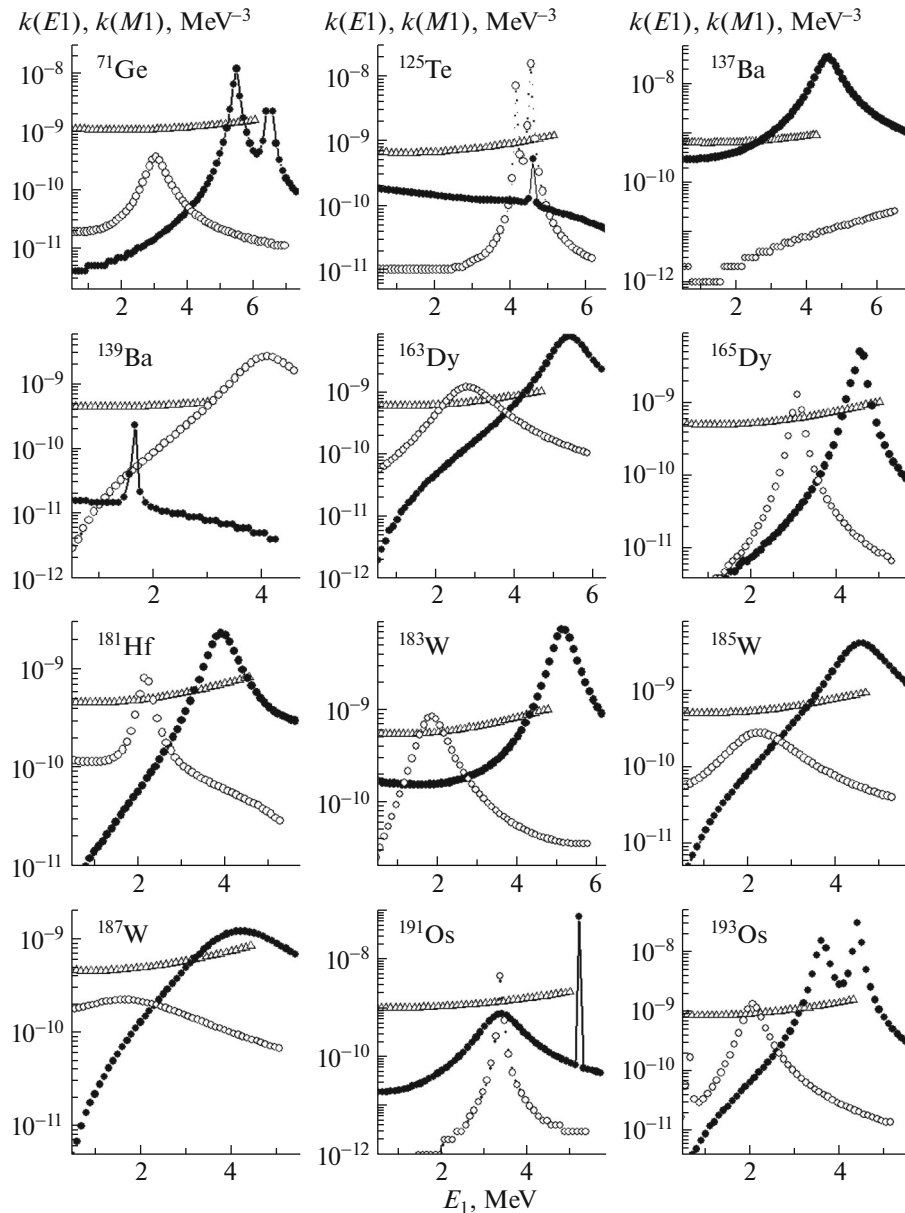 k(E1), k(M1), MeV⁻³ k(E1), k(M1), MeV⁻³ k(E1), k(M1), MeV⁻³
⁷¹Ge
10⁻⁸
10⁻⁹
10⁻¹⁰
10⁻¹¹
2 4 6
¹²⁵Te
10⁻⁸
10⁻⁹
10⁻¹⁰
10⁻¹¹
2 4 6
¹³⁷Ba
10⁻⁸
10⁻¹⁰
10⁻¹²
2 4 6
¹³⁹Ba
10⁻⁹
10⁻¹⁰
10⁻¹¹
10⁻¹²
2 4
¹⁶³Dy
10⁻⁹
10⁻¹⁰
10⁻¹¹
10⁻¹²
2 4 6
¹⁶⁵Dy
10⁻⁸
10⁻⁹
10⁻¹⁰
10⁻¹¹
2 4
¹⁸¹Hf
10⁻⁹
10⁻¹⁰
10⁻¹¹
2 4
¹⁸³W
10⁻⁹
10⁻¹⁰
2 4 6
¹⁸⁵W
10⁻⁸
10⁻⁹
10⁻¹⁰
10⁻¹¹
2 4
¹⁸⁷W
10⁻⁹
10⁻¹⁰
10⁻¹¹
2 4
¹⁹¹Os
10⁻⁸
10⁻¹⁰
10⁻¹²
2 4
¹⁹³Os
10⁻⁸
10⁻⁹
10⁻¹⁰
10⁻¹¹
2 4
E₁, MeV